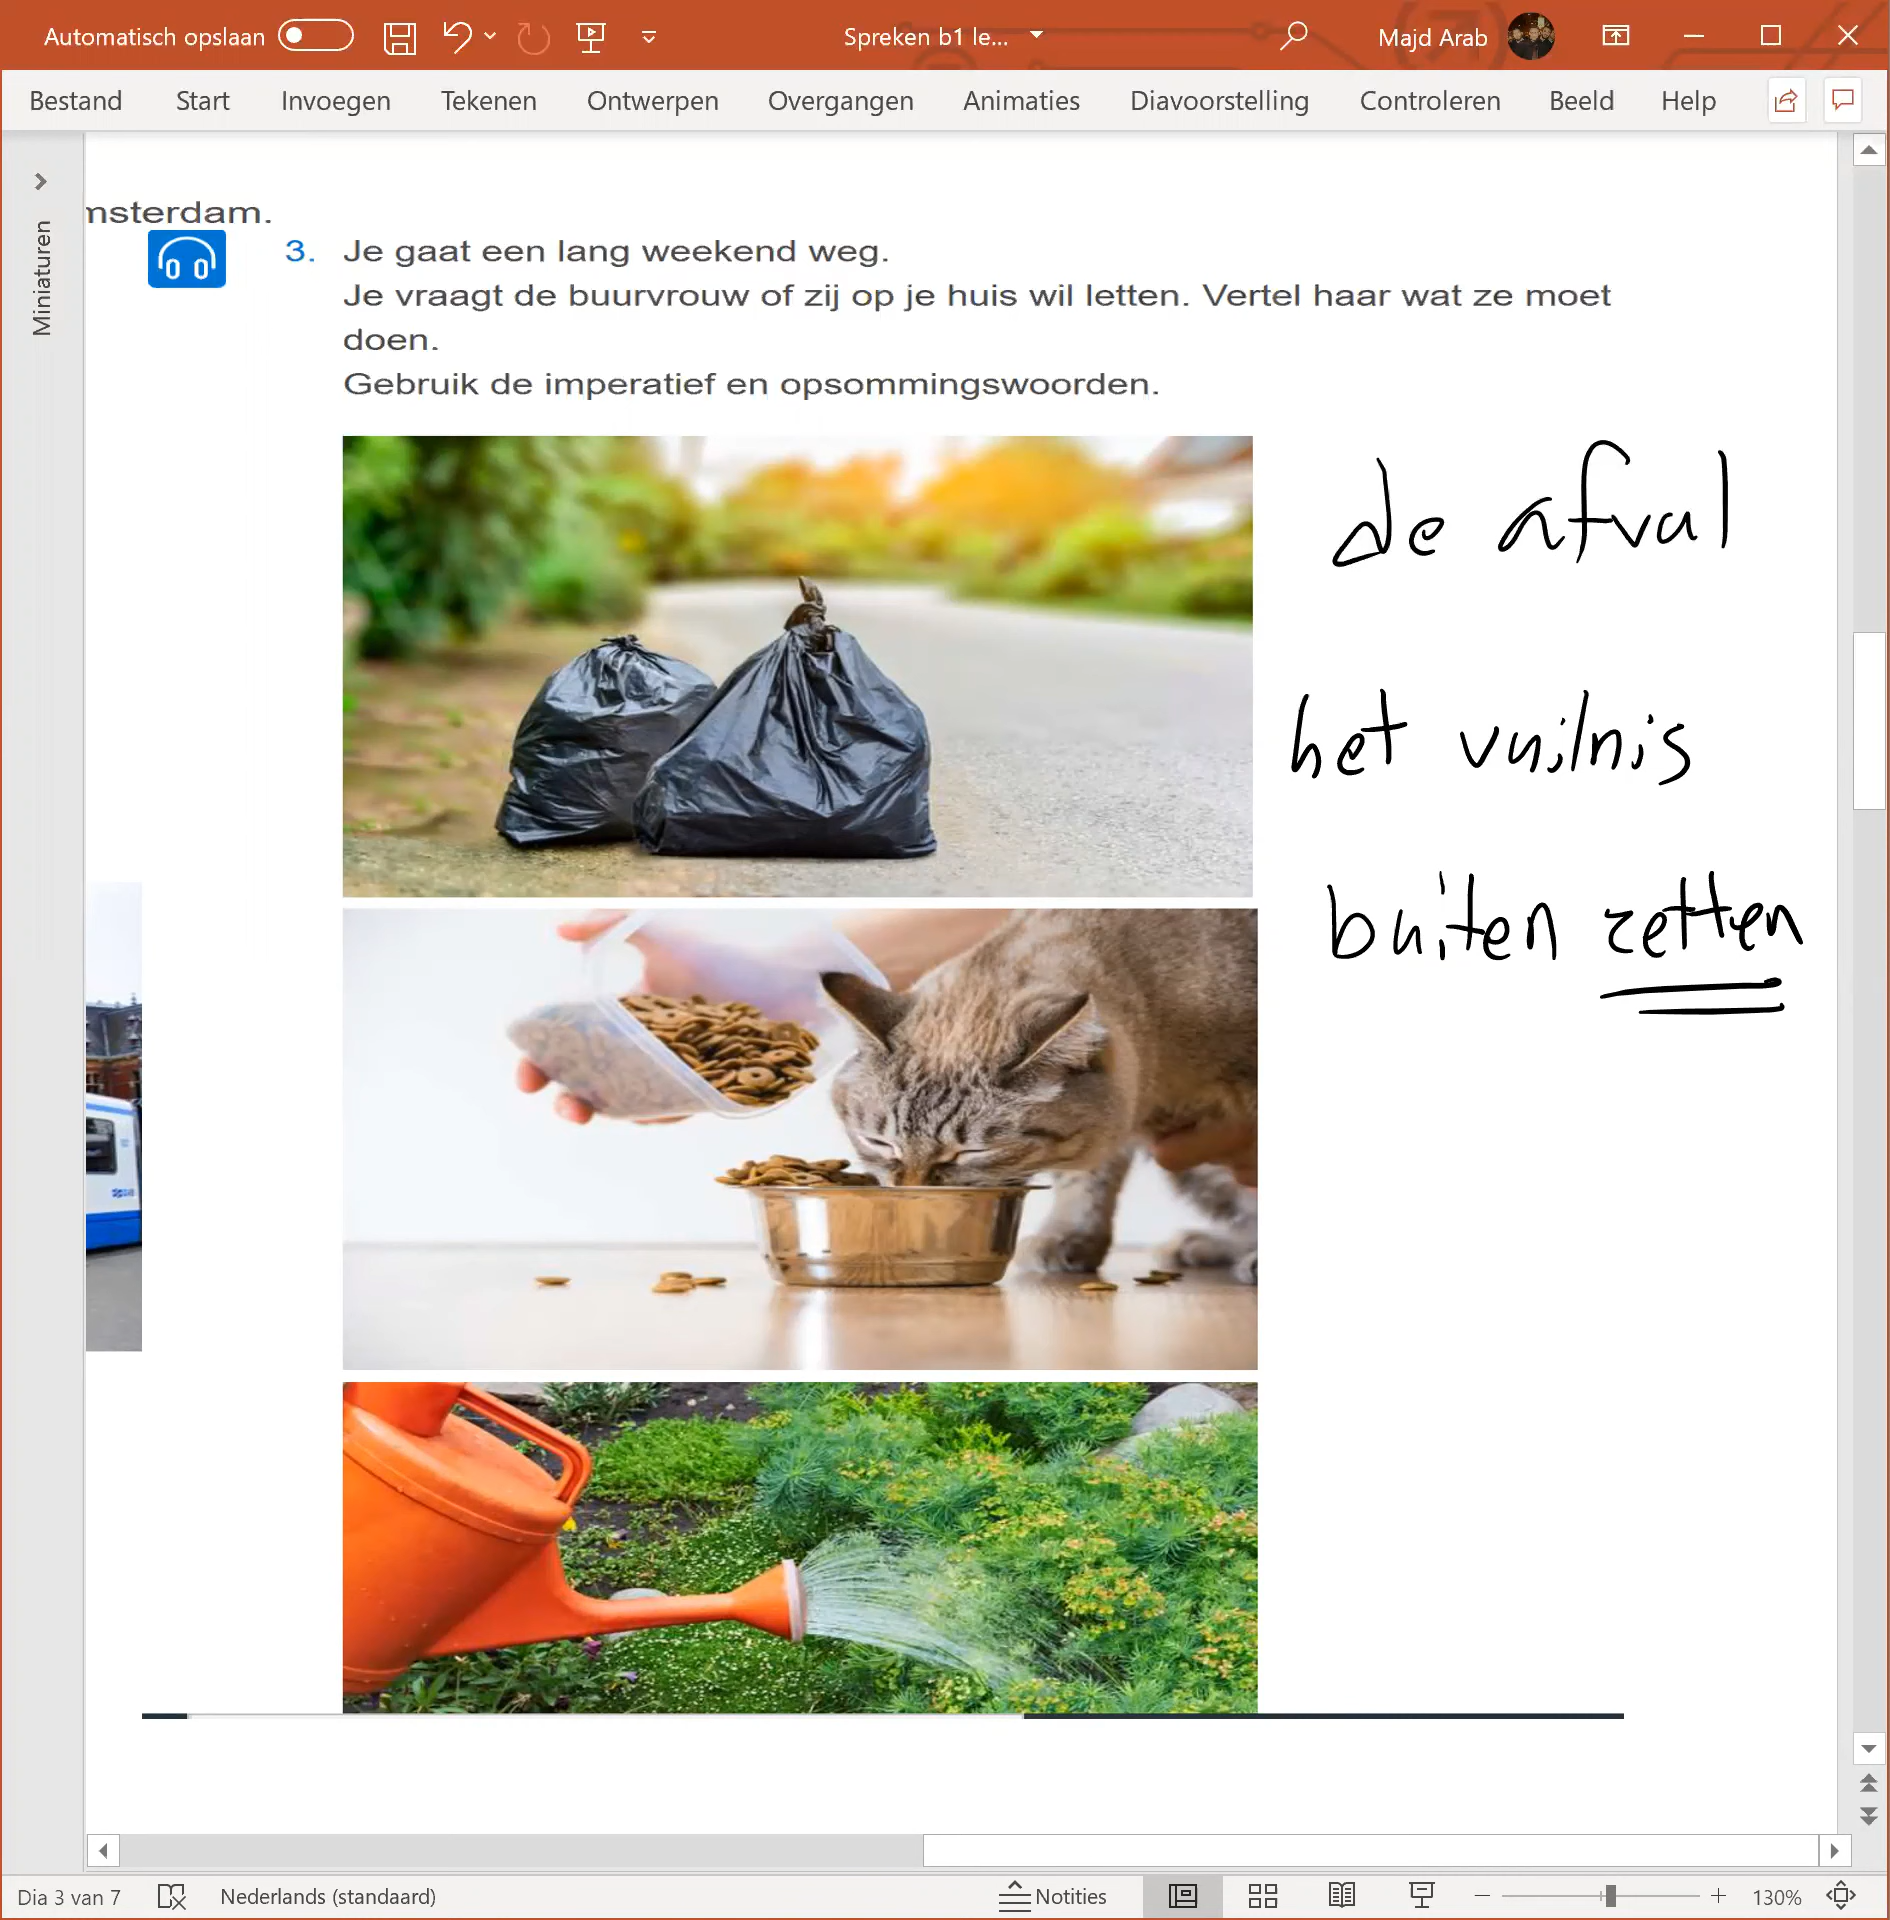 Automatisch opslaan
Spreken b1 le...
Majd Arab
Bestand Start Invoegen Tekenen Ontwerpen Overgangen Animaties Diavoorstelling Controleren Beeld Help
Miniaturen
msterdam.
3. Je gaat een lang weekend weg.
Je vraagt de buurvrouw of zij op je huis wil letten. Vertel haar wat ze moet
doen.
Gebruik de imperatief en opsommingswoorden.
de afval
het vuilnis
buiten zetten
Dia 3 van 7 Nederlands (standaard) Notities 130%